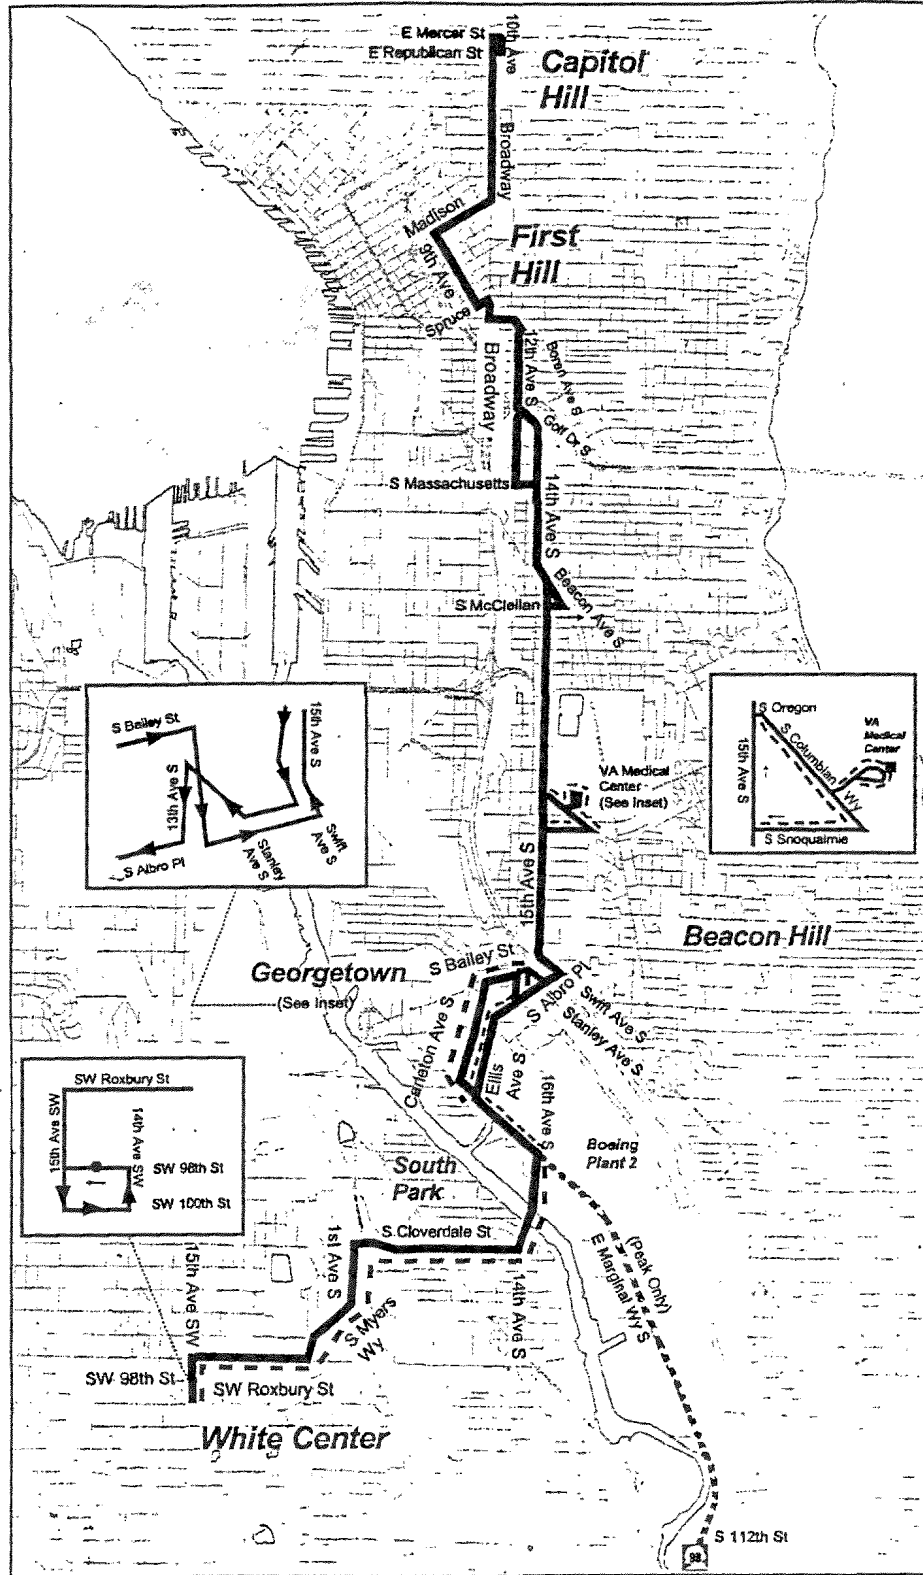 E Mercer St
E Republican St
10th Ave
Capitol
Hill
Broadway
Madison
First
Hill
9th Ave
Spruce
Broadway
12th Ave S
Boren Ave S
Golf Dr S
S Massachusetts
14th Ave S
Beacon Ave S
S McClellan
S Bailey St
15th Ave S
13th Ave S
S Albro Pl
Stanley
Ave S
Swift
Ave S
VA Medical
Center
(See Inset)
S Oregon
S Columbian
Wy
VA
Medical
Center
15th Ave S
S Snoqualmie
15th Ave S
Beacon Hill
Georgetown
(See Inset)
S Bailey St
S Albro Pl
Swift Ave S
Stanley Ave S
Carleton Ave S
Ellis
Ave S
16th Ave S
Boeing
Plant 2
SW Roxbury St
15th Ave SW
14th Ave SW
SW 98th St
SW 100th St
South
Park
S Cloverdale St
1st Ave S
14th Ave S
(Peak Only)
E Marginal Wy S
15th Ave SW
S Myers
Wy
SW 98th St
SW Roxbury St
White Center
S 112th St